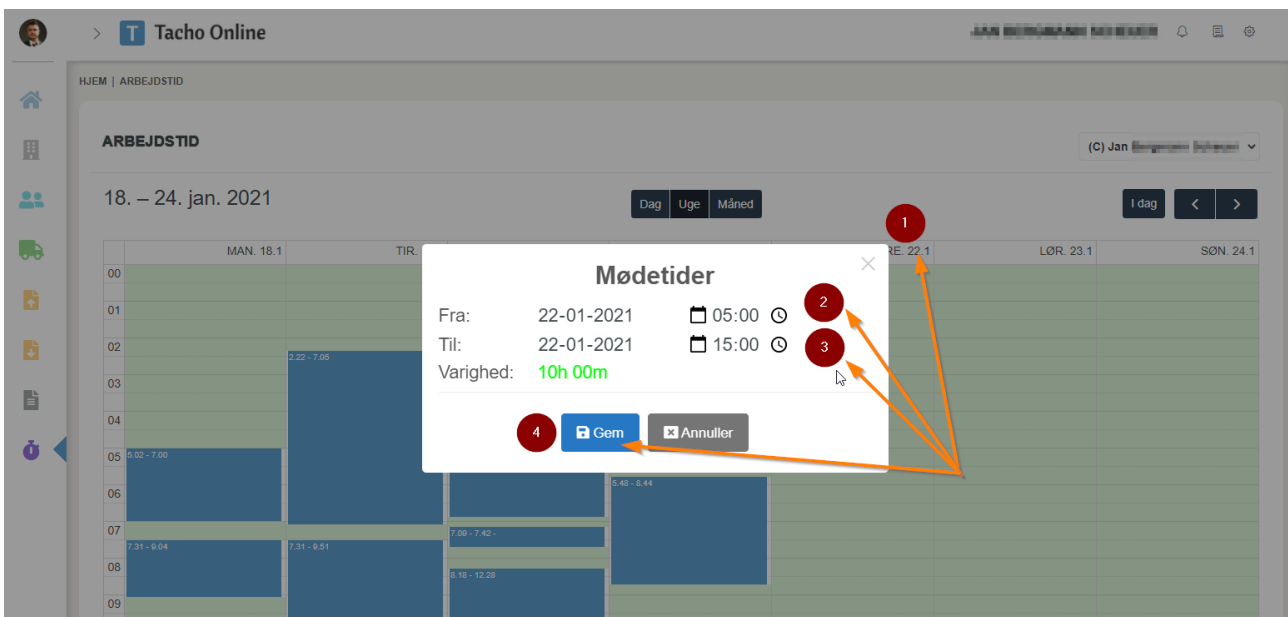 Tacho Online
HJEM | ARBEJDSTID
ARBEJDSTID
(C) Jan
18. – 24. jan. 2021
Dag Uge Måned
I dag
1
MAN. 18.1 TIR. RE. 22.1 LØR. 23.1 SØN. 24.1
Mødetider
Fra: 22-01-2021 05:00 2
Til: 22-01-2021 15:00 3
Varighed: 10h 00m
4 Gem Annuller
00
01
02
2.22 - 7.05
03
04
05 5.02 - 7.00
06 5.48 - 8.44
07 7.09 - 7.42 -
7.31 - 9.04 7.31 - 9.51
08 8.18 - 12.28
09